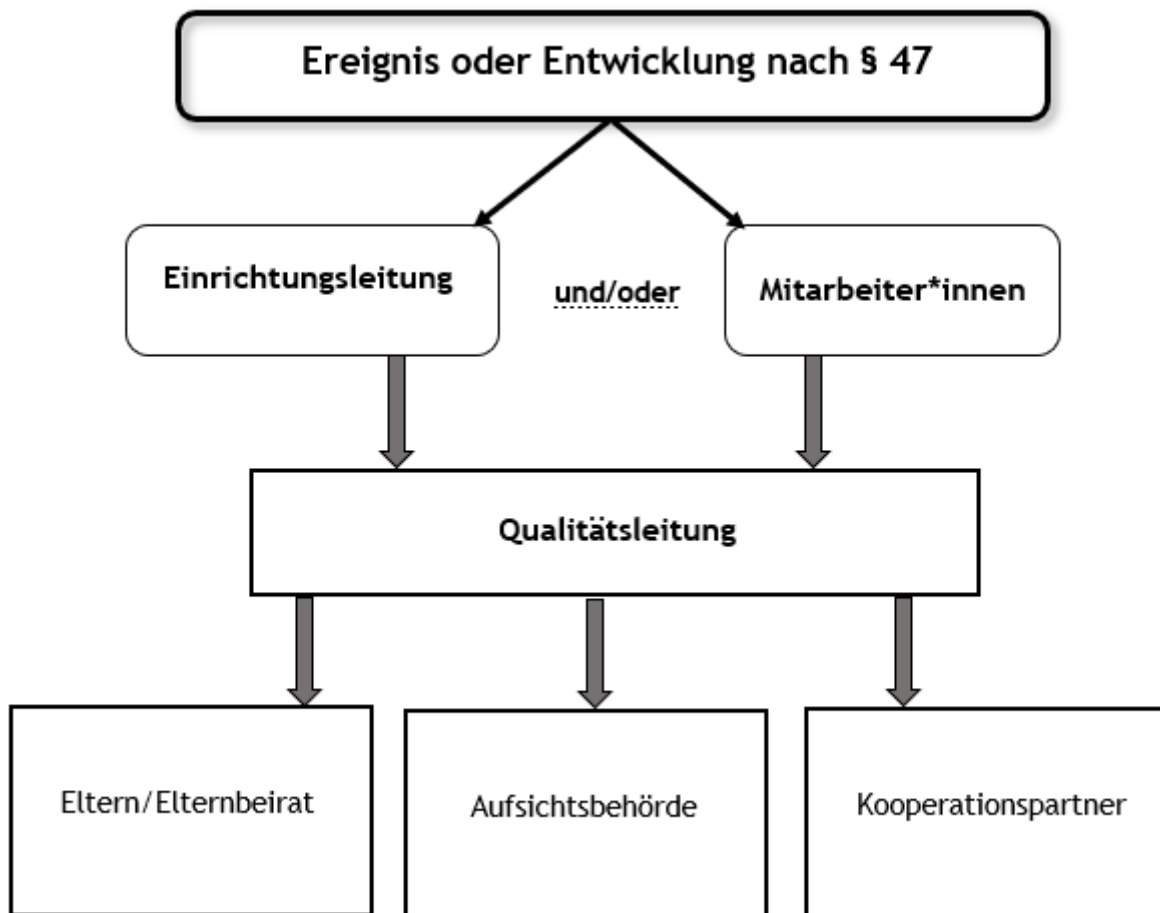 Ereignis oder Entwicklung nach § 47
Einrichtungsleitung
und/oder
Mitarbeiter*innen
Qualitätsleitung
Eltern/Elternbeirat
Aufsichtsbehörde
Kooperationspartner